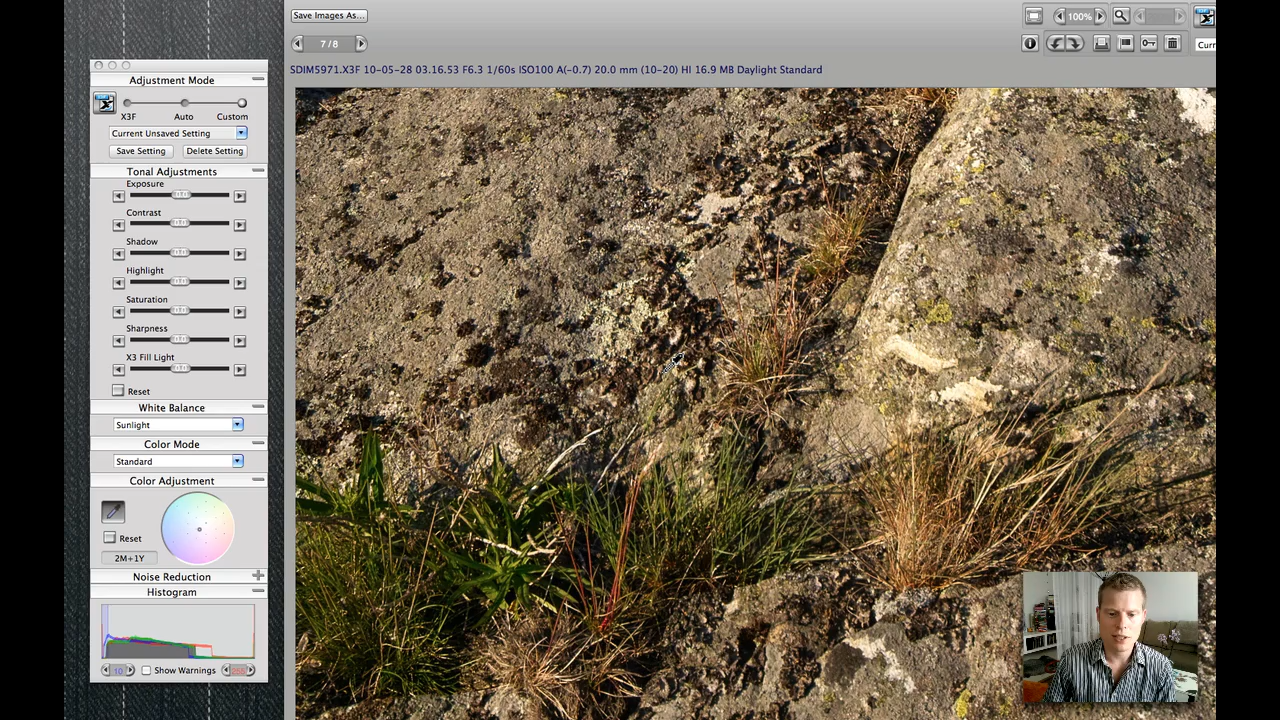 Save Images As...
100%
7 / 8
Curr
SDIM5971.X3F 10-05-28 03.16.53 F6.3 1/60s ISO100 A(-0.7) 20.0 mm (10-20) HI 16.9 MB Daylight Standard
Adjustment Mode
X3F Auto Custom
Current Unsaved Setting
Save Setting Delete Setting
Tonal Adjustments
Exposure
Contrast
Shadow
Highlight
Saturation
Sharpness
X3 Fill Light
Reset
White Balance
Sunlight
Color Mode
Standard
Color Adjustment
Reset
2M+1Y
Noise Reduction
Histogram
10 Show Warnings